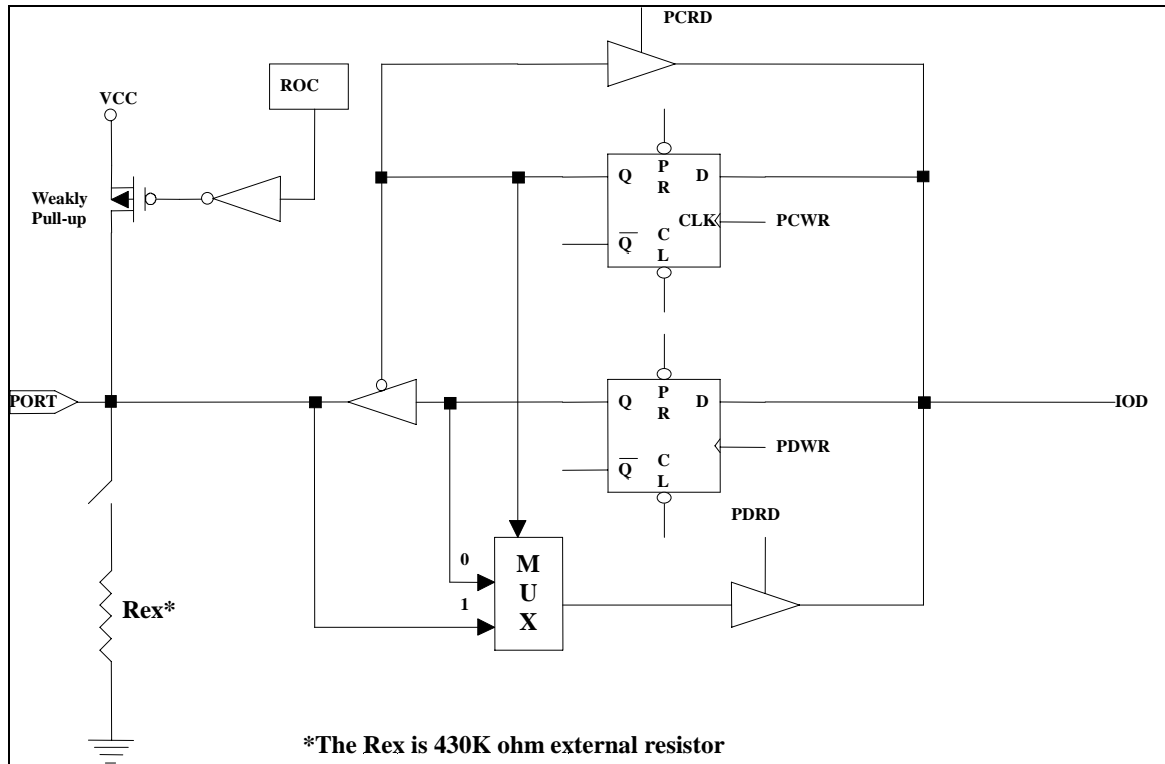 PCRD
ROC
VCC
Weakly
Pull-up
Q
P
R
D
CLK
PCWR
Q
C
L
PORT
Q
P
R
D
IOD
Q
C
L
PDWR
PDRD
0
1
M
U
X
Rex*
*The Rex is 430K ohm external resistor